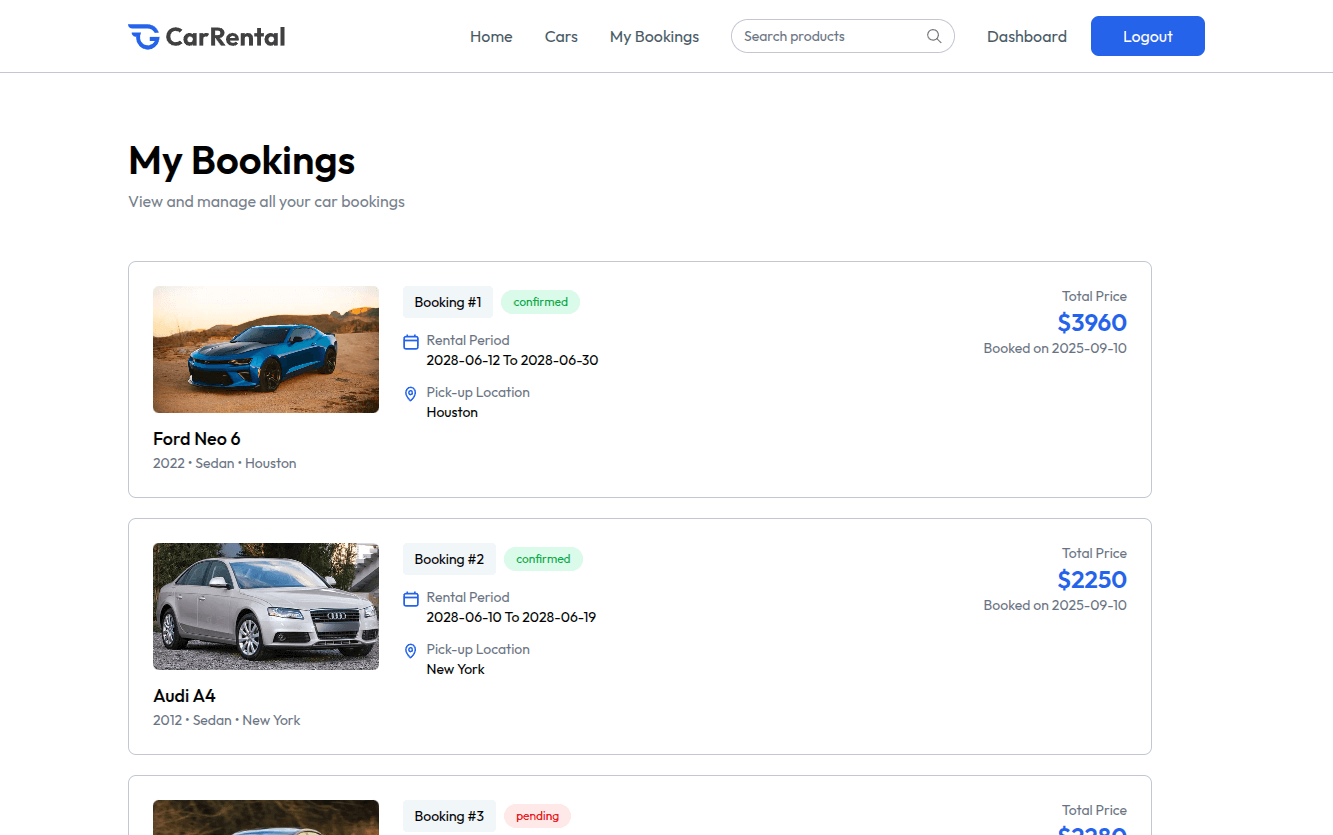 CarRental
Home
Cars
My Bookings
Search products
Dashboard
Logout
My Bookings
View and manage all your car bookings
Booking #1
confirmed
Rental Period
2028-06-12 To 2028-06-30
Pick-up Location
Houston
Total Price
$3960
Booked on 2025-09-10
Ford Neo 6
2022 • Sedan • Houston
Booking #2
confirmed
Rental Period
2028-06-10 To 2028-06-19
Pick-up Location
New York
Total Price
$2250
Booked on 2025-09-10
Audi A4
2012 • Sedan • New York
Booking #3
pending
Total Price